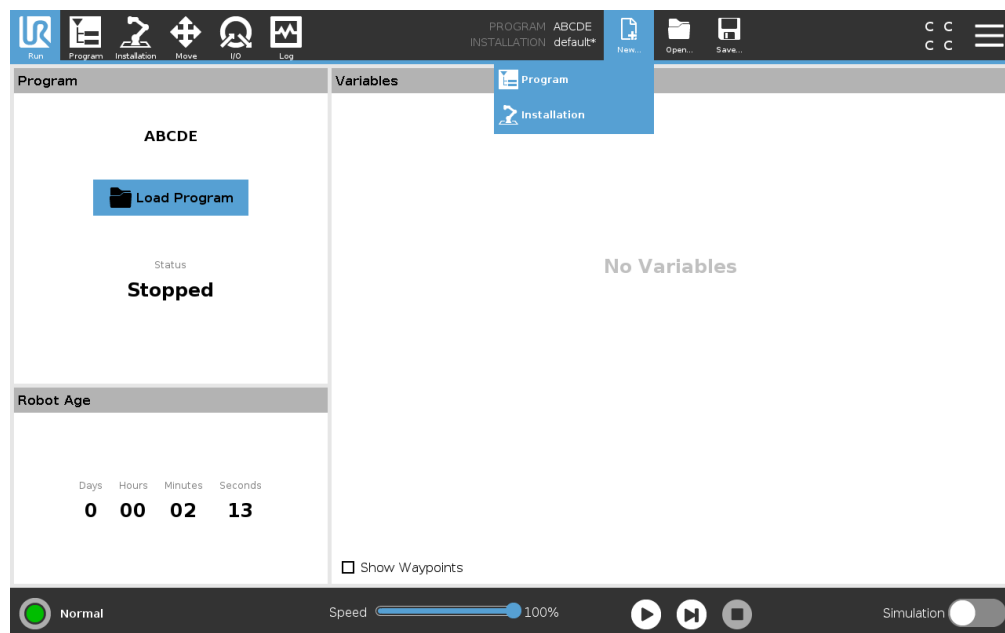 UR
Run
Program
Installation
Move
I/O
Log
PROGRAM ABCDE
INSTALLATION default*
New...
Open...
Save...
C C
C C
Program
Variables
Program
Installation
ABCDE
Load Program
Status
Stopped
No Variables
Robot Age
Days Hours Minutes Seconds
0 00 02 13
Show Waypoints
Normal
Speed 100%
Simulation